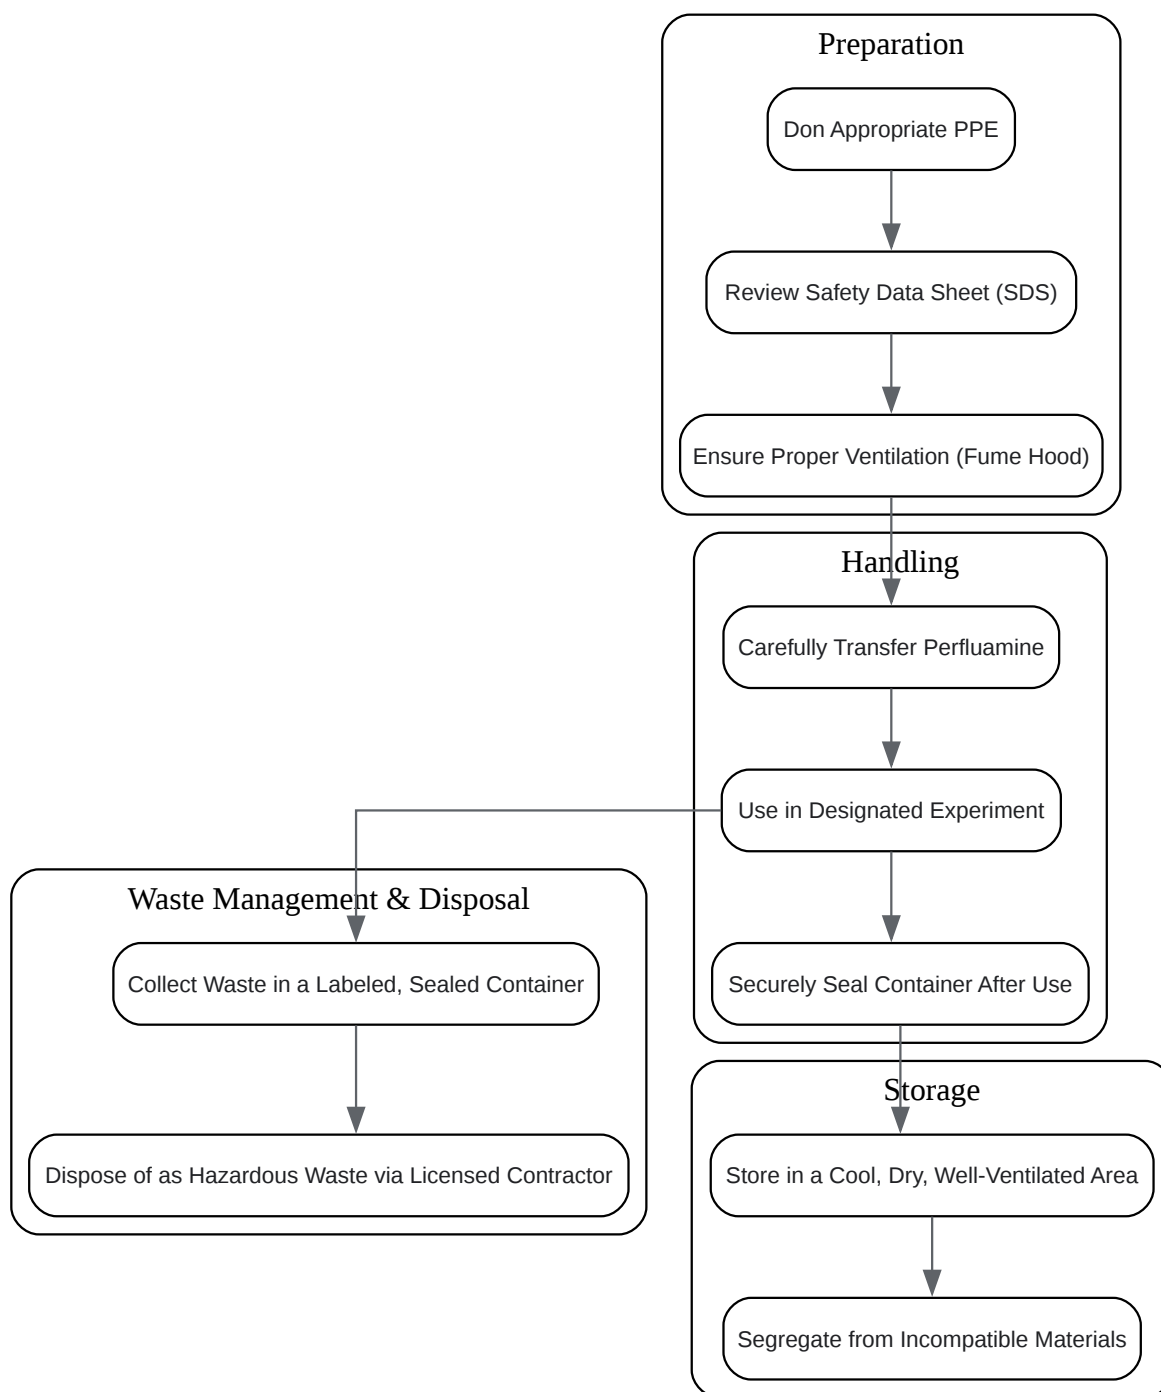 Preparation
Don Appropriate PPE
Review Safety Data Sheet (SDS)
Ensure Proper Ventilation (Fume Hood)
Handling
Carefully Transfer Perfluamine
Use in Designated Experiment
Securely Seal Container After Use
Waste Management & Disposal
Collect Waste in a Labeled, Sealed Container
Dispose of as Hazardous Waste via Licensed Contractor
Storage
Store in a Cool, Dry, Well-Ventilated Area
Segregate from Incompatible Materials